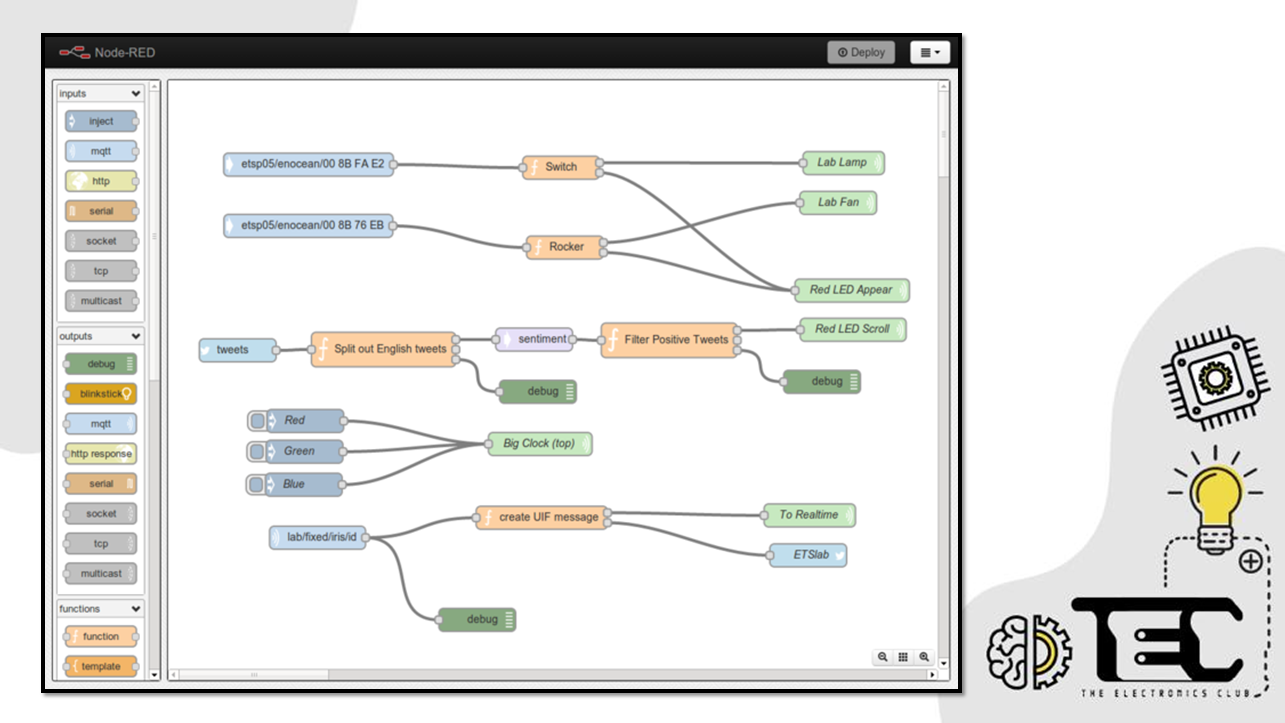 Node-RED
Deploy
inputs
inject
mqtt
http
serial
socket
tcp
multicast
outputs
debug
blinkstick
mqtt
http response
serial
socket
tcp
multicast
functions
function
template
etsp05/enocean/00 8B FA E2
Switch
Lab Lamp
Lab Fan
etsp05/enocean/00 8B 76 EB
Rocker
Red LED Appear
tweets
Split out English tweets
sentiment
Filter Positive Tweets
Red LED Scroll
debug
debug
Red
Green
Blue
Big Clock (top)
lab/fixed/iris/id
create UIF message
To Realtime
ETSlab
debug
TEC
THE ELECTRONICS CLUB